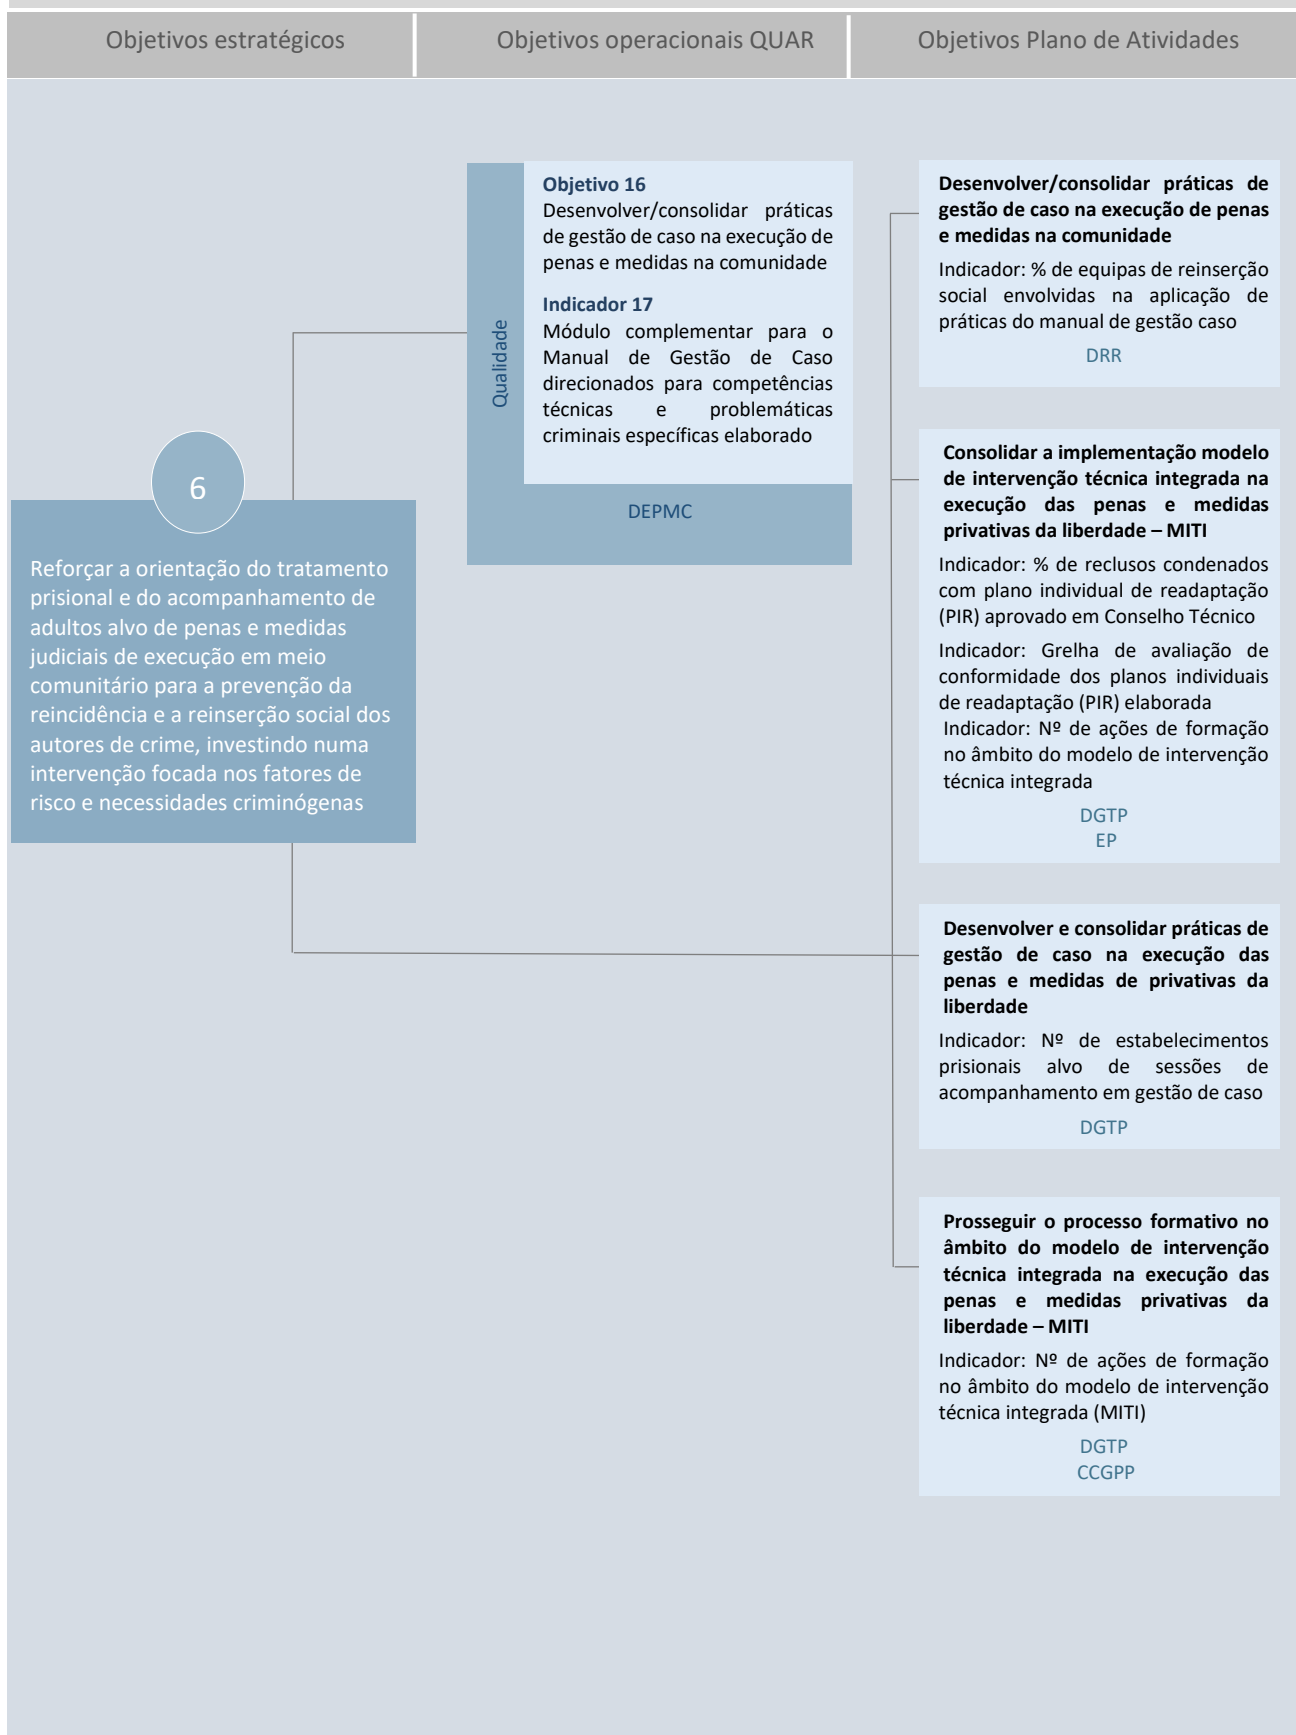 Objetivos estratégicos
Objetivos operacionais QUAR
Objetivos Plano de Atividades
6
Reforçar a orientação do tratamento
prisional e do acompanhamento de
adultos alvo de penas e medidas
judiciais de execução em meio
comunitário para a prevenção da
reincidência e a reinserção social dos
autores de crime, investindo numa
intervenção focada nos fatores de
risco e necessidades criminógenas
Qualidade
Objetivo 16
Desenvolver/consolidar práticas
de gestão de caso na execução de
penas e medidas na comunidade
Indicador 17
Módulo complementar para o
Manual de Gestão de Caso
direcionados para competências
técnicas e problemáticas
criminais específicas elaborado
DEPMC
Desenvolver/consolidar práticas de
gestão de caso na execução de penas
e medidas na comunidade
Indicador: % de equipas de reinserção
social envolvidas na aplicação de
práticas do manual de gestão caso
DRR
Consolidar a implementação modelo
de intervenção técnica integrada na
execução das penas e medidas
privativas da liberdade – MITI
Indicador: % de reclusos condenados
com plano individual de readaptação
(PIR) aprovado em Conselho Técnico
Indicador: Grelha de avaliação de
conformidade dos planos individuais
de readaptação (PIR) elaborada
Indicador: Nº de ações de formação
no âmbito do modelo de intervenção
técnica integrada
DGTP
EP
Desenvolver e consolidar práticas de
gestão de caso na execução das
penas e medidas de privativas da
liberdade
Indicador: Nº de estabelecimentos
prisionais alvo de sessões de
acompanhamento em gestão de caso
DGTP
Prosseguir o processo formativo no
âmbito do modelo de intervenção
técnica integrada na execução das
penas e medidas privativas da
liberdade – MITI
Indicador: Nº de ações de formação
no âmbito do modelo de intervenção
técnica integrada (MITI)
DGTP
CCGPP